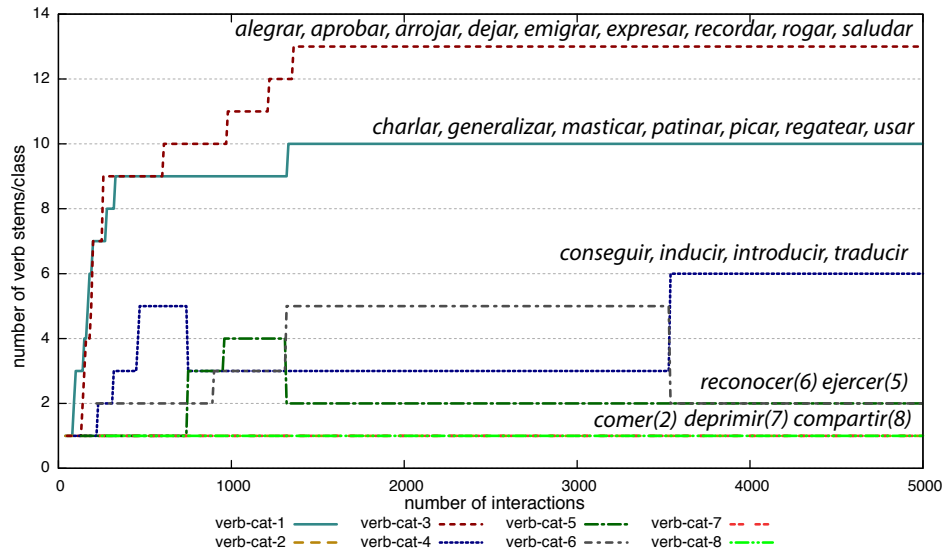 alegrar, aprobar, arrojar, dejar, emigrar, expresar, recordar, rogar, saludar
charlar, generalizar, masticar, patinar, picar, regatear, usar
conseguir, inducir, introducir, traducir
reconocer(6) ejercer(5)
comer(2) deprimir(7) compartir(8)
number of verb stems/class
14
12
10
8
6
4
2
0
0 1000 2000 3000 4000 5000
number of interactions
verb-cat-1 verb-cat-3 verb-cat-5 verb-cat-7
verb-cat-2 verb-cat-4 verb-cat-6 verb-cat-8